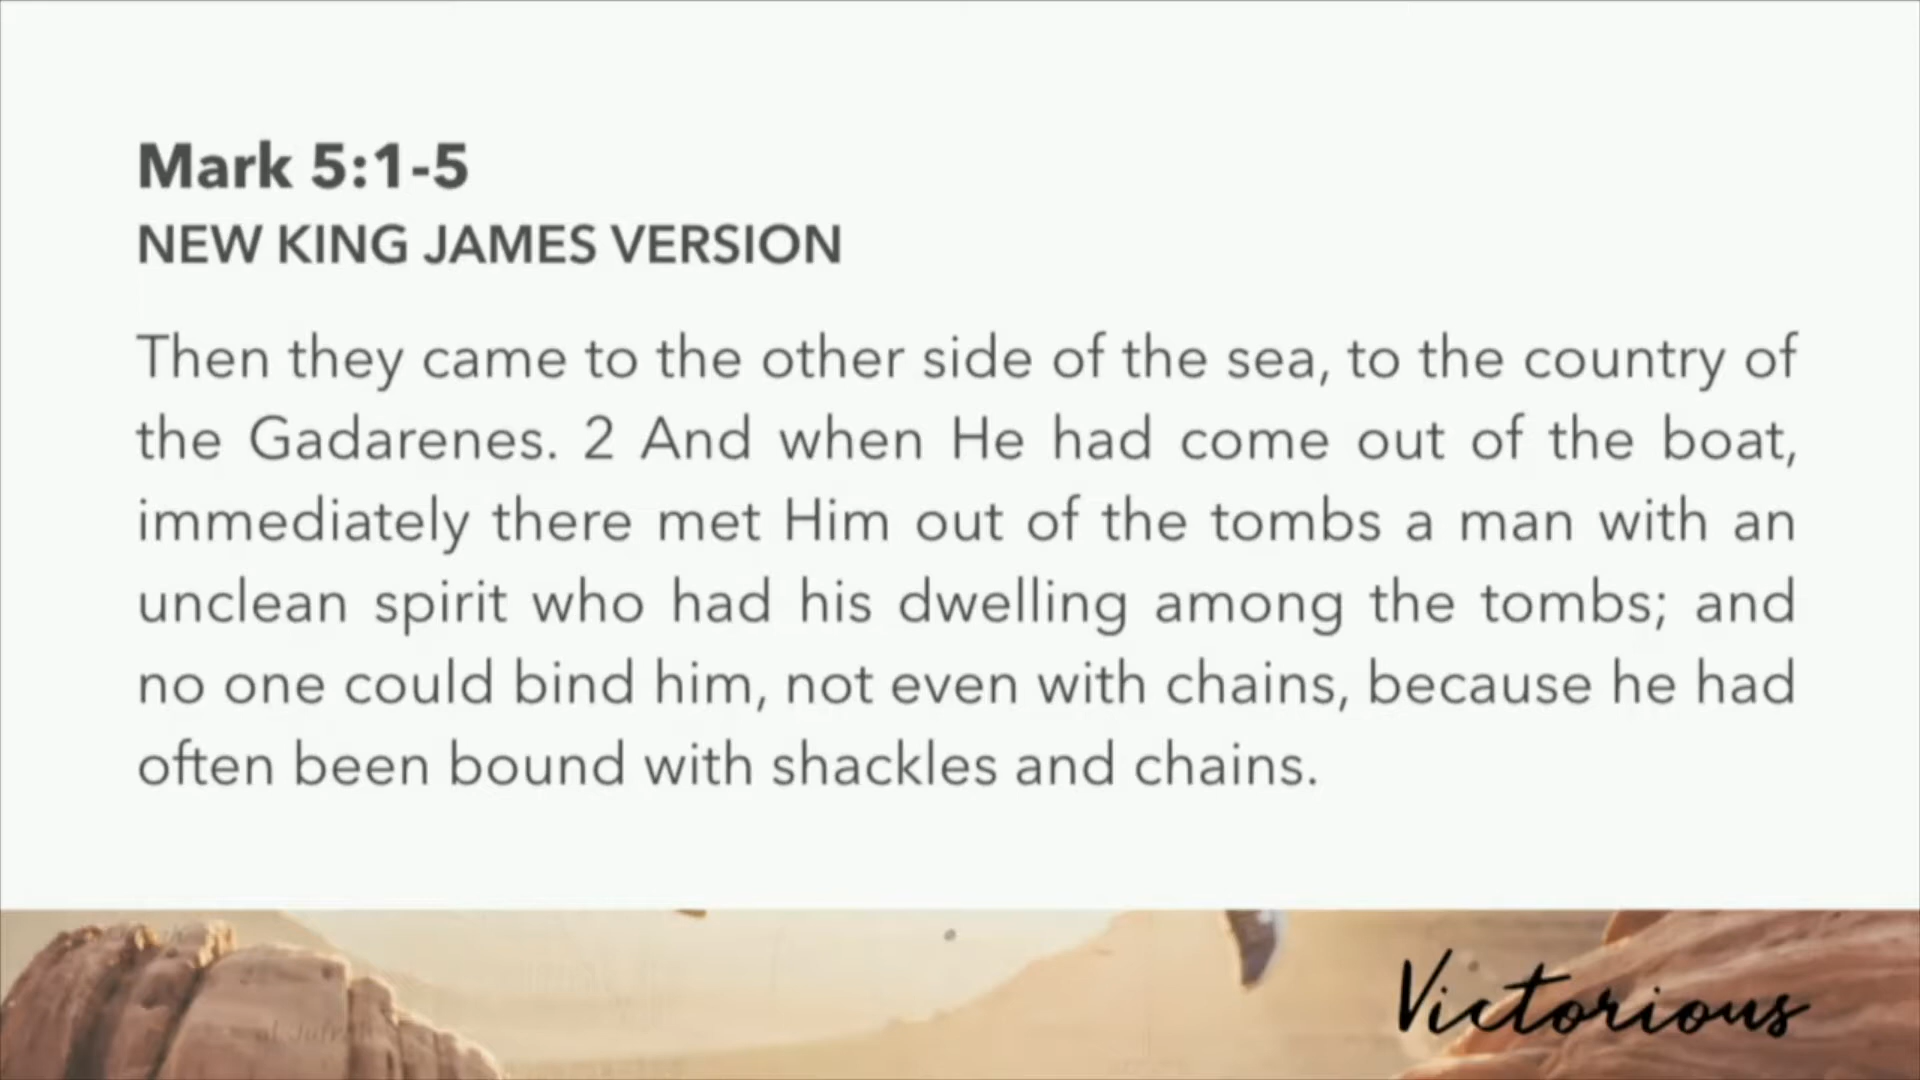 Mark 5:1-5
NEW KING JAMES VERSION
Then they came to the other side of the sea, to the country of
the Gadarenes. 2 And when He had come out of the boat,
immediately there met Him out of the tombs a man with an
unclean spirit who had his dwelling among the tombs; and
no one could bind him, not even with chains, because he had
often been bound with shackles and chains.
Victorious